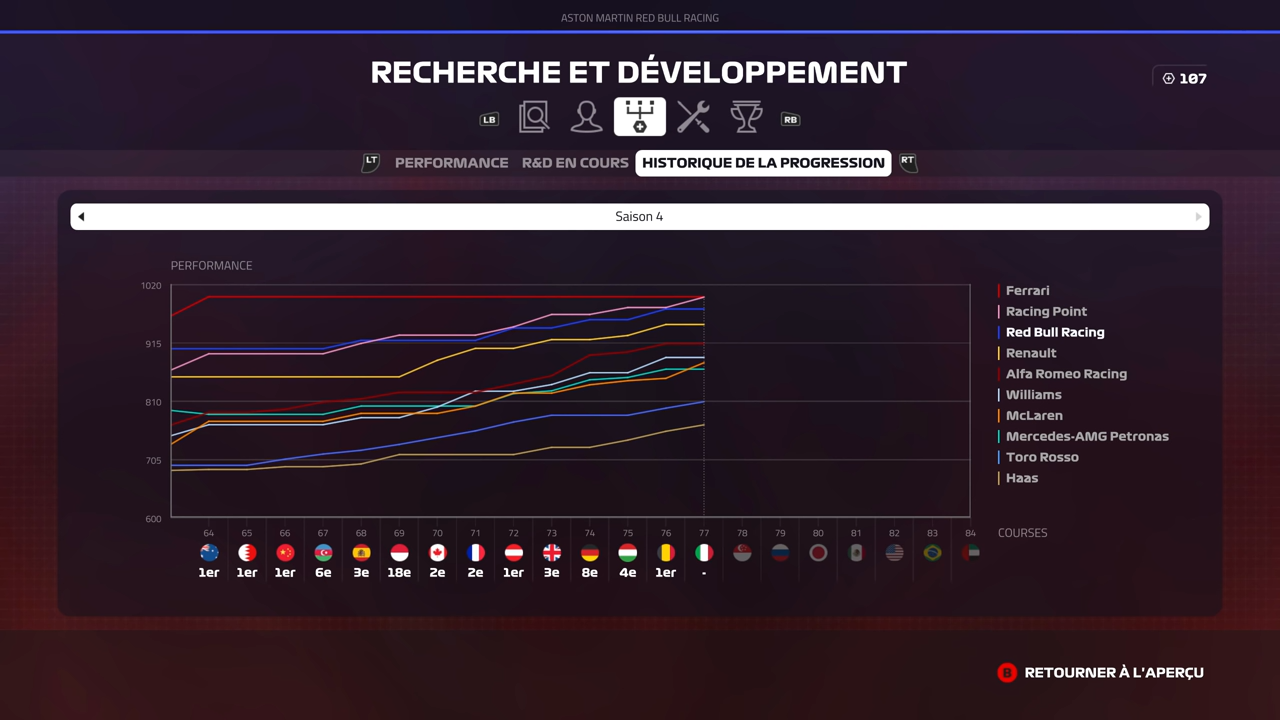 ASTON MARTIN RED BULL RACING
RECHERCHE ET DÉVELOPPEMENT
107
LB
RB
LT
PERFORMANCE
R&D EN COURS
HISTORIQUE DE LA PROGRESSION
RT
Saison 4
PERFORMANCE
1020
915
810
705
600
Ferrari
Racing Point
Red Bull Racing
Renault
Alfa Romeo Racing
Williams
McLaren
Mercedes-AMG Petronas
Toro Rosso
Haas
64 65 66 67 68 69 70 71 72 73 74 75 76 77 78 79 80 81 82 83 84
COURSES
1er 1er 1er 6e 3e 18e 2e 2e 1er 3e 8e 4e 1er -
B RETOURNER À L'APERÇU